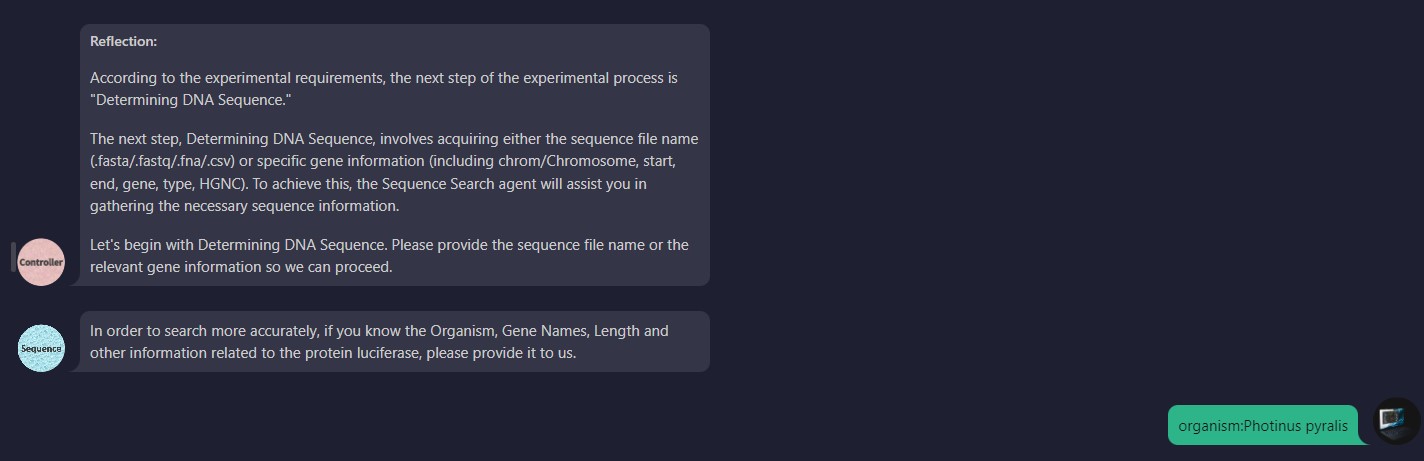 Reflection:
According to the experimental requirements, the next step of the experimental process is
"Determining DNA Sequence."
The next step, Determining DNA Sequence, involves acquiring either the sequence file name
(.fasta/.fastq/.fna/.csv) or specific gene information (including chrom/Chromosome, start,
end, gene, type, HGNC). To achieve this, the Sequence Search agent will assist you in
gathering the necessary sequence information.
Let's begin with Determining DNA Sequence. Please provide the sequence file name or the
relevant gene information so we can proceed.
Controller
In order to search more accurately, if you know the Organism, Gene Names, Length and
other information related to the protein luciferase, please provide it to us.
Sequence
organism:Photinus pyralis